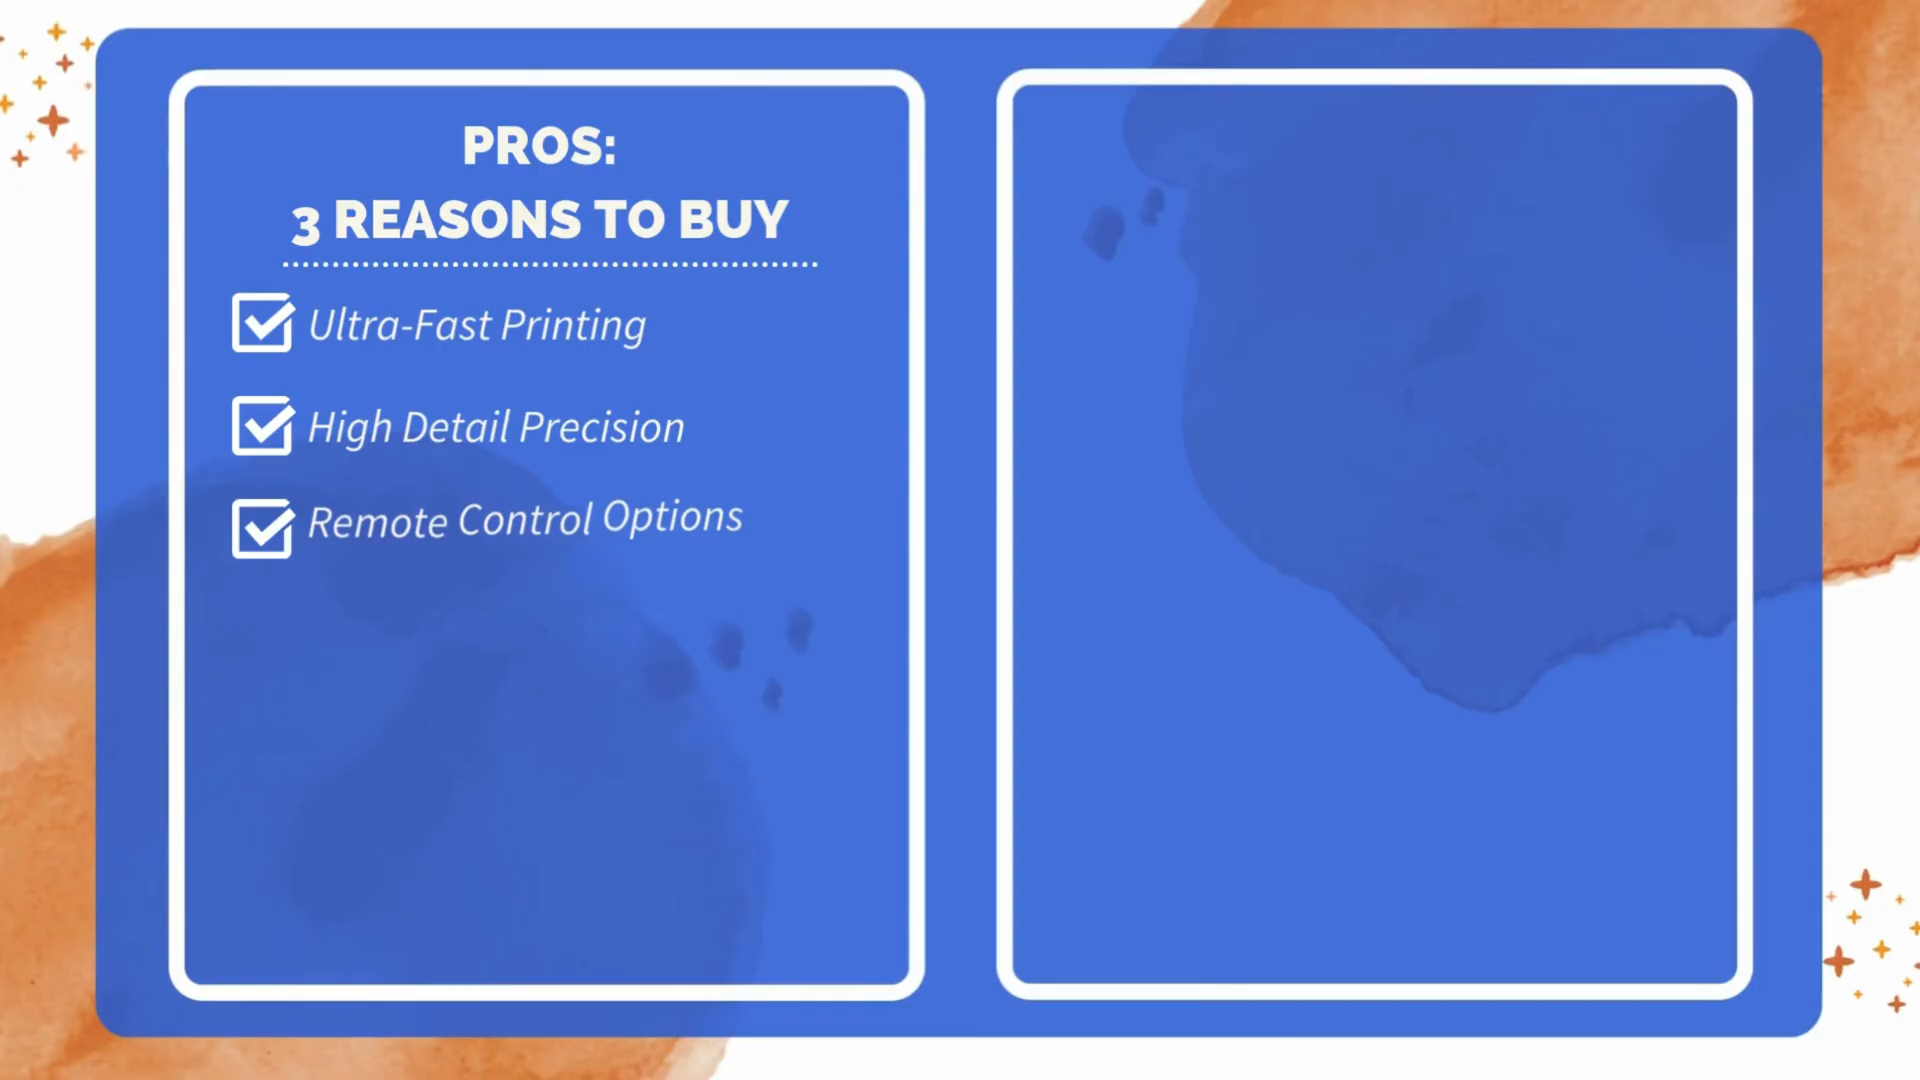 PROS:
3 REASONS TO BUY
Ultra-Fast Printing
High Detail Precision
Remote Control Options